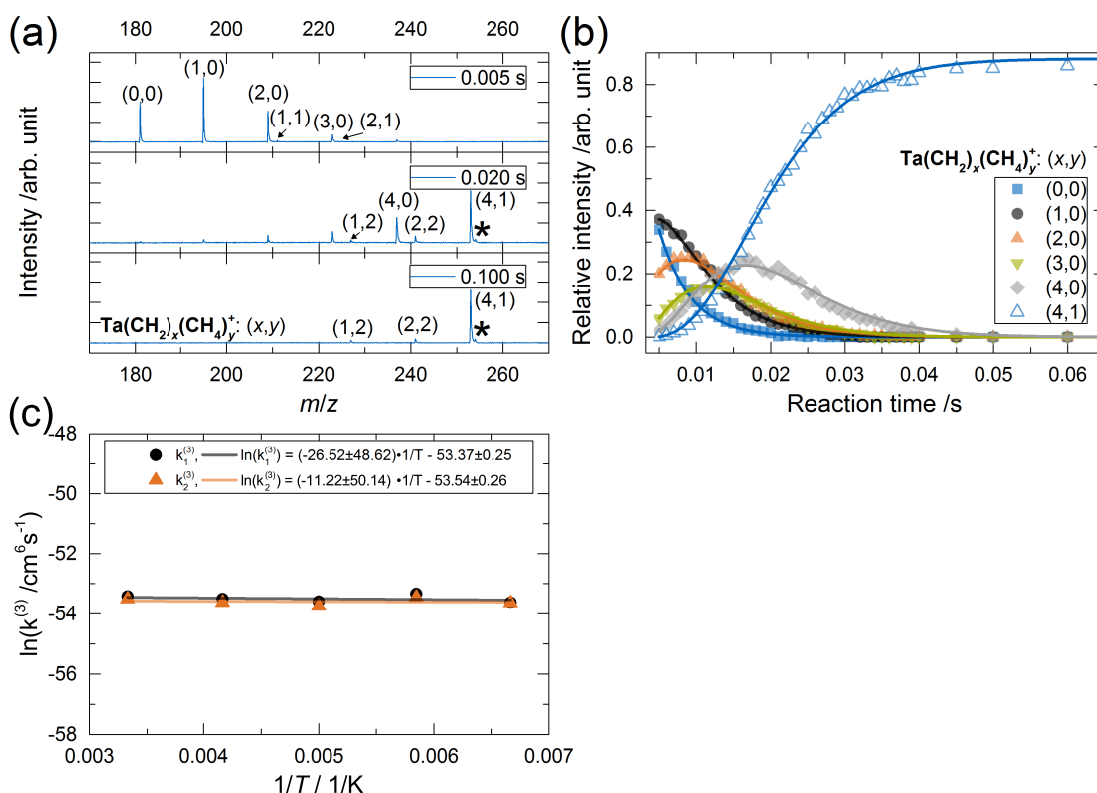 (a)
180 200 220 240 260
(0,0)
(1,0)
(2,0)
(1,1)
(3,0)
(2,1)
0.005 s
(1,2)
(4,0)
(2,2)
(4,1)
*
0.020 s
Ta(CH2)x(CH4)y+: (x,y)
(1,2)
(2,2)
(4,1)
*
0.100 s
Intensity /arb. unit
180 200 220 240 260
m/z
(b)
0.8
0.6
0.4
0.2
0.0
Relative intensity /arb. unit
Ta(CH2)x(CH4)y+: (x,y)
(0,0)
(1,0)
(2,0)
(3,0)
(4,0)
(4,1)
0.01 0.02 0.03 0.04 0.05 0.06
Reaction time /s
(c)
-48
-50
-52
-54
-56
-58
ln(k(3) /cm6s-1)
k1(3), ln(k1(3)) = (-26.52±48.62)•1/T - 53.37±0.25
k2(3), ln(k2(3)) = (-11.22±50.14) •1/T - 53.54±0.26
0.003 0.004 0.005 0.006 0.007
1/T / 1/K